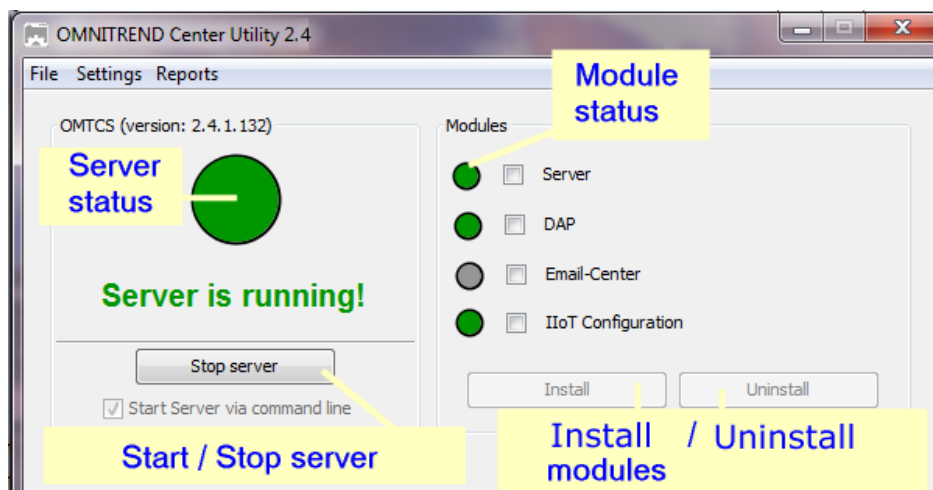 OMNITREND Center Utility 2.4
File Settings Reports
OMTCS (version: 2.4.1.132)
Server
status
Server is running!
Stop server
Start Server via command line
Start / Stop server
Modules
Module
status
Server
DAP
Email-Center
IIoT Configuration
Install Uninstall
Install / Uninstall
modules